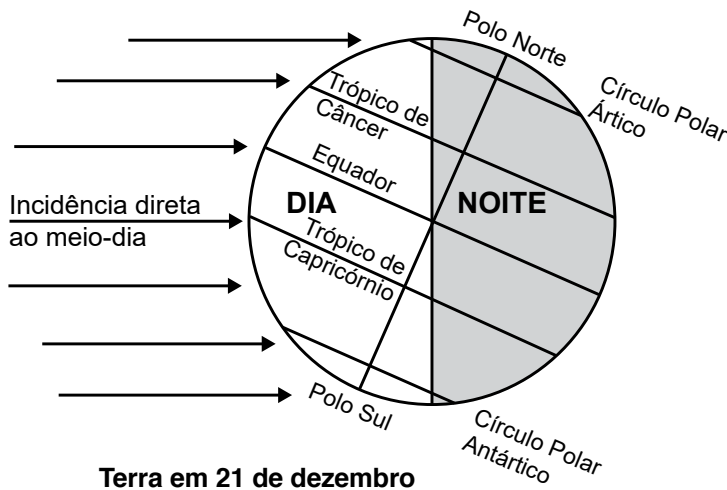 Polo Norte
Círculo Polar
Ártico
Trópico de
Câncer
Equador
DIA
NOITE
Incidência direta
ao meio-dia
Trópico de
Capricórnio
Polo Sul
Círculo Polar
Antártico
Terra em 21 de dezembro